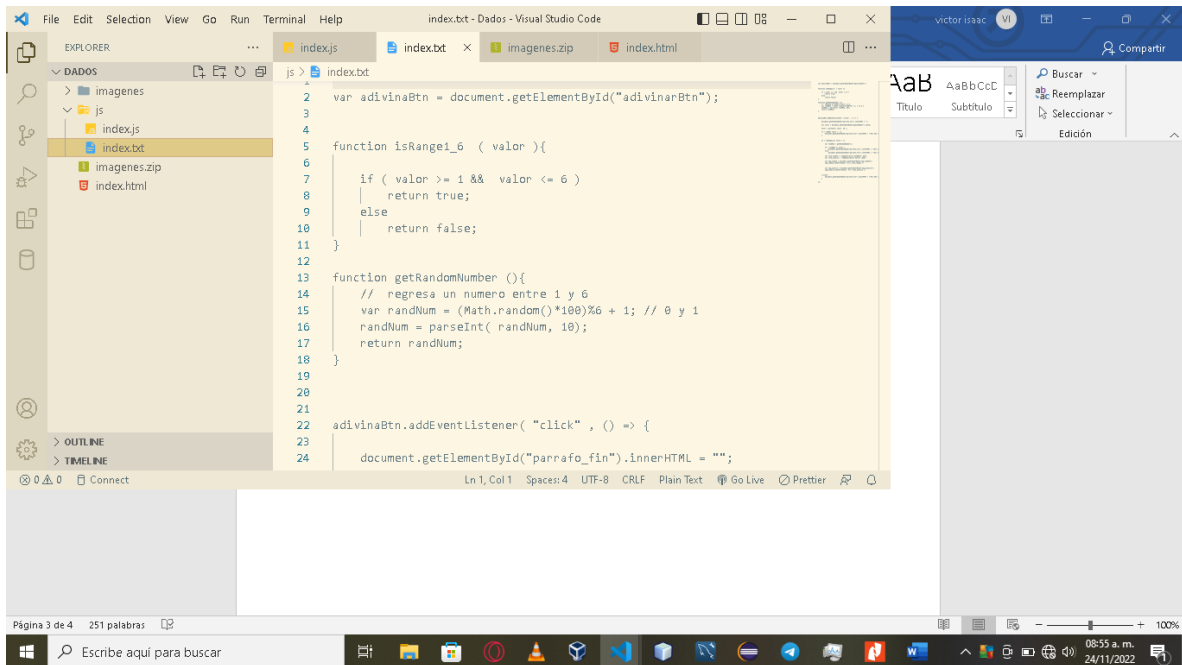 File Edit Selection View Go Run Terminal Help
index.txt - Dados - Visual Studio Code
victor isaac VI
Compartir
EXPLORER
index.js
index.txt
imagenes.zip
index.html
DADOS
imagenes
js
index.js
index.txt
imagenes.zip
index.html
OUTLINE
TIMELINE
js > index.txt
1
2 var adivinaBtn = document.getElementById("adivinarBtn");
3
4
5 function isRange1_6 ( valor ){
6
7 if ( valor >= 1 && valor <= 6 )
8 return true;
9 else
10 return false;
11 }
12
13 function getRandomNumber (){
14 // regresa un numero entre 1 y 6
15 var randNum = (Math.random()*100)%6 + 1; // 0 y 1
16 randNum = parseInt( randNum, 10);
17 return randNum;
18 }
19
20
21
22 adivinaBtn.addEventListener( "click" , () => {
23
24 document.getElementById("parrafo_fin").innerHTML = "";
0 0 Connect
Ln 1, Col 1 Spaces: 4 UTF-8 CRLF Plain Text Go Live Prettier
AaB AaBbCcD
Título Subtítulo
Buscar
Reemplazar
Seleccionar
Edición
Página 3 de 4 251 palabras
100%
Escribe aquí para buscar
08:55 a. m.
24/11/2022